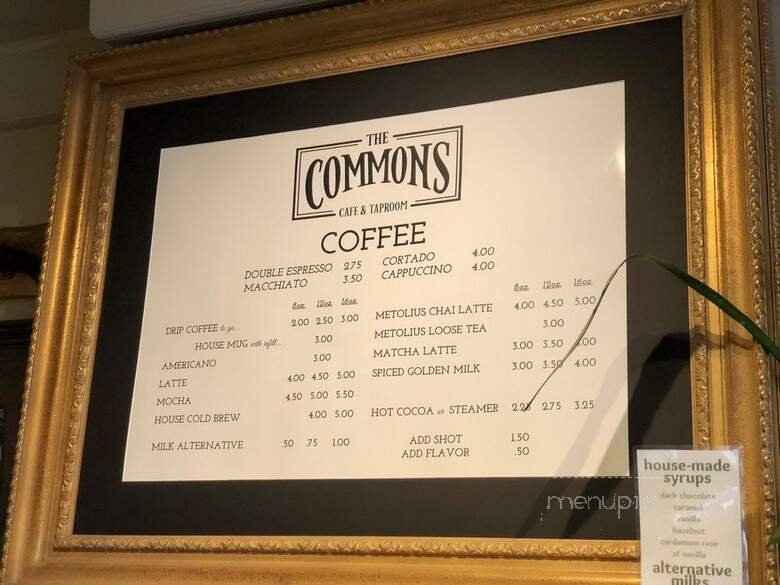 THE
COMMONS
CAFE & TAPROOM
COFFEE
DOUBLE ESPRESSO 2.75 CORTADO 4.00
MACCHIATO 3.50 CAPPUCCINO 4.00
8oz 12oz 16oz
DRIP COFFEE to go... 2.00 2.50 3.00
HOUSE MUG with refill... 3.00
AMERICANO 3.00
LATTE 4.00 4.50 5.00
MOCHA 4.50 5.00 5.50
HOUSE COLD BREW 4.00 5.00
MILK ALTERNATIVE .50 .75 1.00
8oz 12oz 16oz
METOLIUS CHAI LATTE 4.00 4.50 5.00
METOLIUS LOOSE TEA 3.00
MATCHA LATTE 3.00 3.50 4.00
SPICED GOLDEN MILK 3.00 3.50 4.00
HOT COCOA or STEAMER 2.25 2.75 3.25
ADD SHOT 1.50
ADD FLAVOR .50
house-made
syrups
dark chocolate
caramel
vanilla
hazelnut
cardamom rose
sf vanilla
alternative
milks